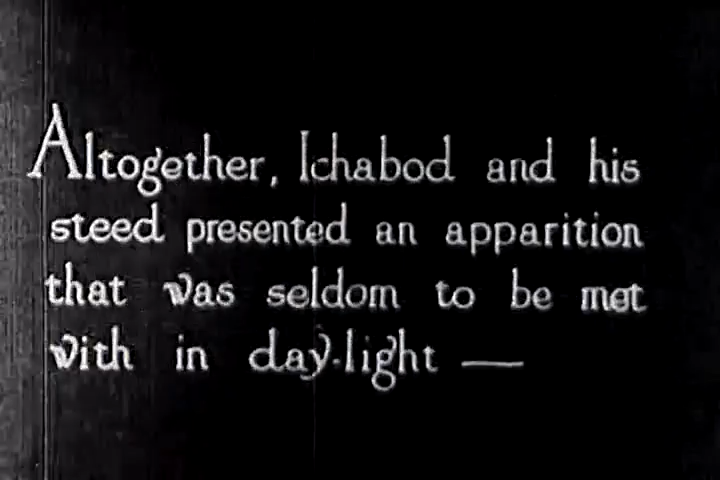 Altogether, Ichabod and his
steed presented an apparition
that was seldom to be met
with in day-light —